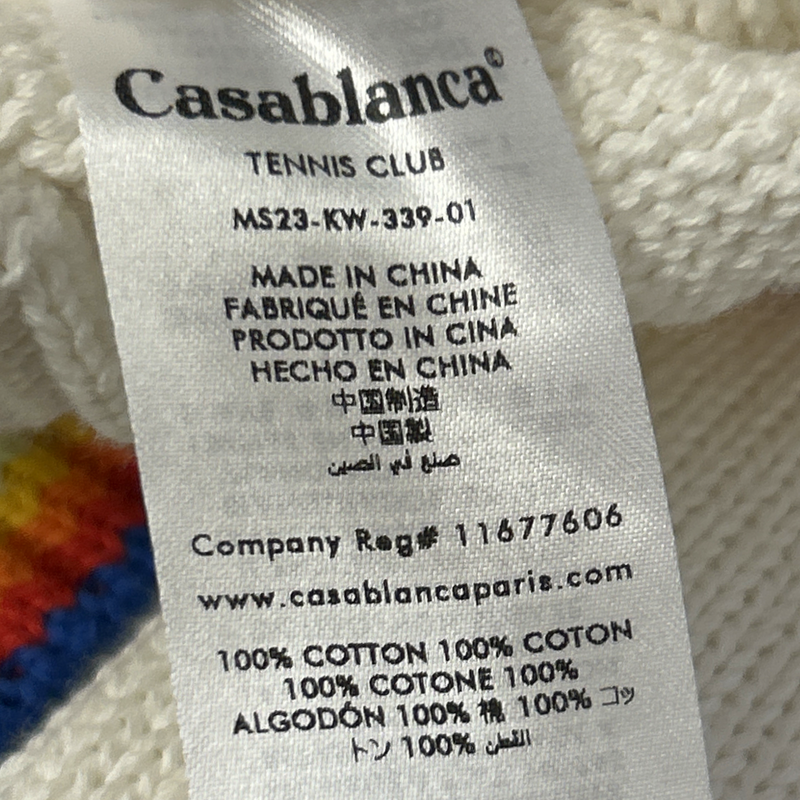 Casablanca®
TENNIS CLUB
MS23-KW-339-01
MADE IN CHINA
FABRIQUÉ EN CHINE
PRODOTTO IN CINA
HECHO EN CHINA
中国制造
中国製
صنع في الصين
Company Reg# 11677606
www.casablancaparis.com
100% COTTON 100% COTON
100% COTONE 100%
ALGODÓN 100% 棉 100% コッ
トン 100% القطن